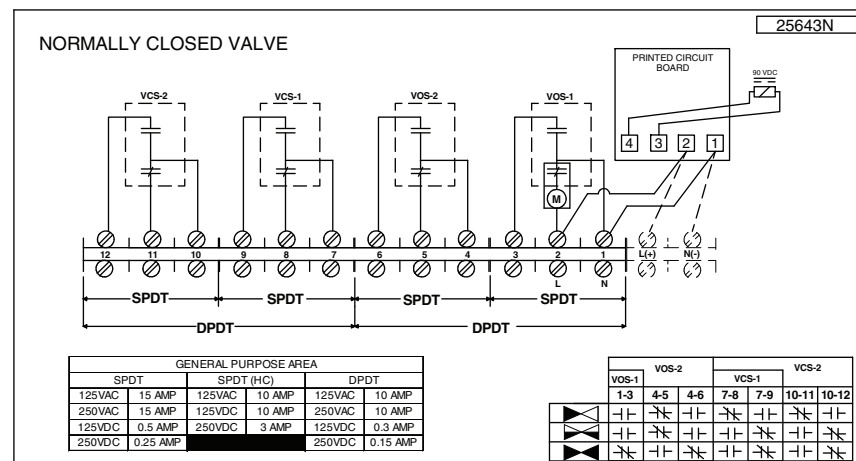 25643N
NORMALLY CLOSED VALVE
PRINTED CIRCUIT
BOARD
90 VDC
VCS-2 VCS-1 VOS-2 VOS-1
4 3 2 1
M
12 11 10 9 8 7 6 5 4 3 2 1 L(+) N(-)
L N
SPDT SPDT SPDT SPDT
DPDT DPDT
GENERAL PURPOSE AREA
SPDT SPDT (HC) DPDT
125VAC 15 AMP 125VAC 10 AMP 125VAC 10 AMP
250VAC 15 AMP 125VDC 10 AMP 250VAC 10 AMP
125VDC 0.5 AMP 250VDC 3 AMP 125VDC 0.3 AMP
250VDC 0.25 AMP 250VDC 0.15 AMP
VOS-2 VCS-2
VOS-1 VCS-1
1-3 4-5 4-6 7-8 7-9 10-11 10-12